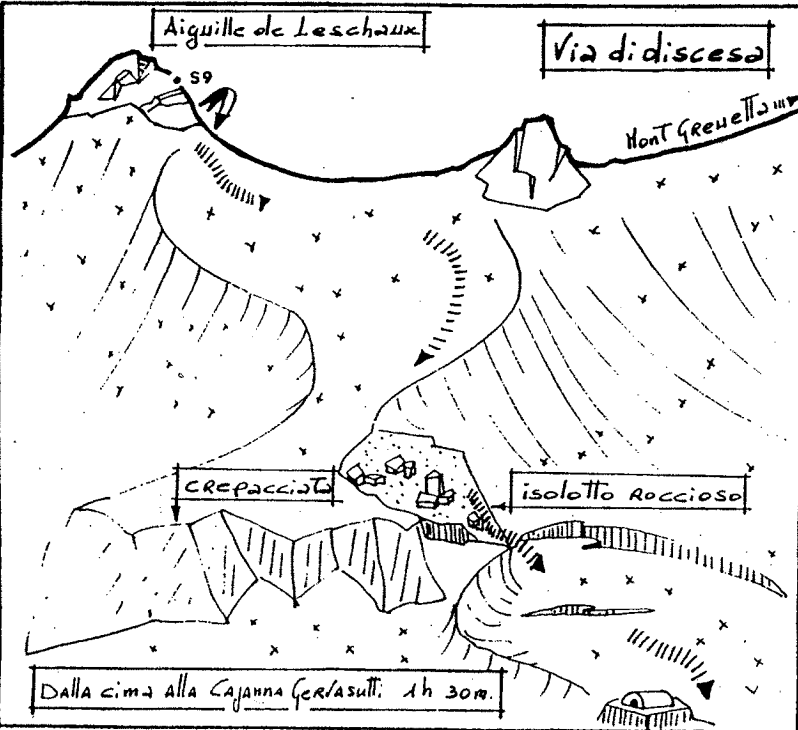 Aiguille de Leschaux
Via di discesa
S9
Mont Greuetta
crepacciata
isolotto roccioso
Dalla cima alla Capanna Gervasutti 1h 30m.